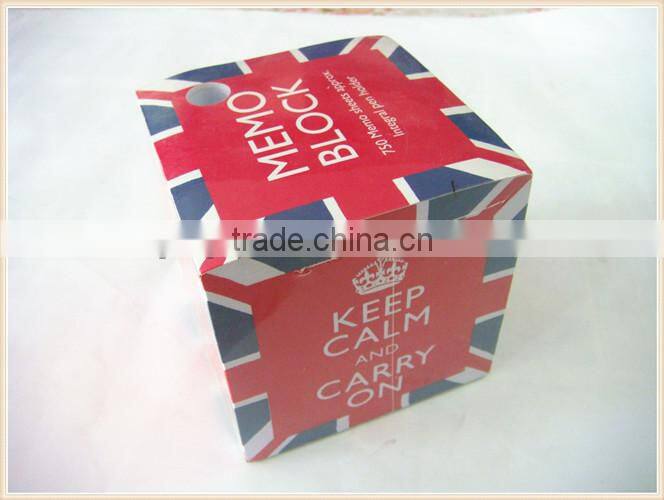 MEMO
BLOCK
750 Memo sheets approx.
Integral pen holder
trade.china.cn
KEEP
CALM
AND
CARRY
ON